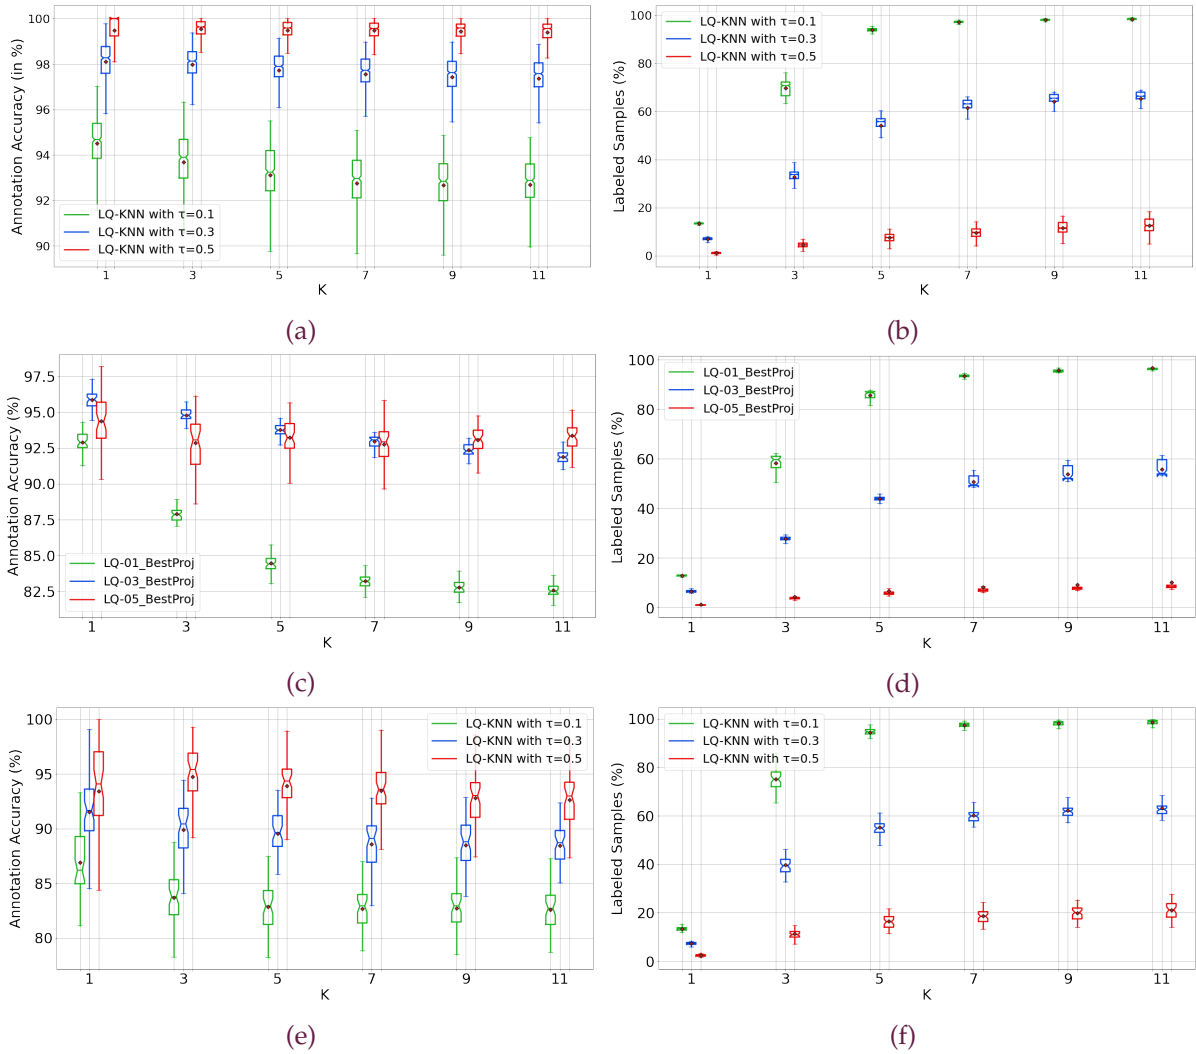 100
98
96
94
92
90
Annotation Accuracy (in %)
LQ-KNN with τ=0.1
LQ-KNN with τ=0.3
LQ-KNN with τ=0.5
1 3 5 7 9 11
K
(a)
100
80
60
40
20
0
Labeled Samples (%)
LQ-KNN with τ=0.1
LQ-KNN with τ=0.3
LQ-KNN with τ=0.5
1 3 5 7 9 11
K
(b)
97.5
95.0
92.5
90.0
87.5
85.0
82.5
Annotation Accuracy (%)
LQ-01_BestProj
LQ-03_BestProj
LQ-05_BestProj
1 3 5 7 9 11
K
(c)
100
80
60
40
20
0
Labeled Samples (%)
LQ-01_BestProj
LQ-03_BestProj
LQ-05_BestProj
1 3 5 7 9 11
K
(d)
100
95
90
85
80
Annotation Accuracy (%)
LQ-KNN with τ=0.1
LQ-KNN with τ=0.3
LQ-KNN with τ=0.5
1 3 5 7 9 11
K
(e)
100
80
60
40
20
0
Labeled Samples (%)
LQ-KNN with τ=0.1
LQ-KNN with τ=0.3
LQ-KNN with τ=0.5
1 3 5 7 9 11
K
(f)